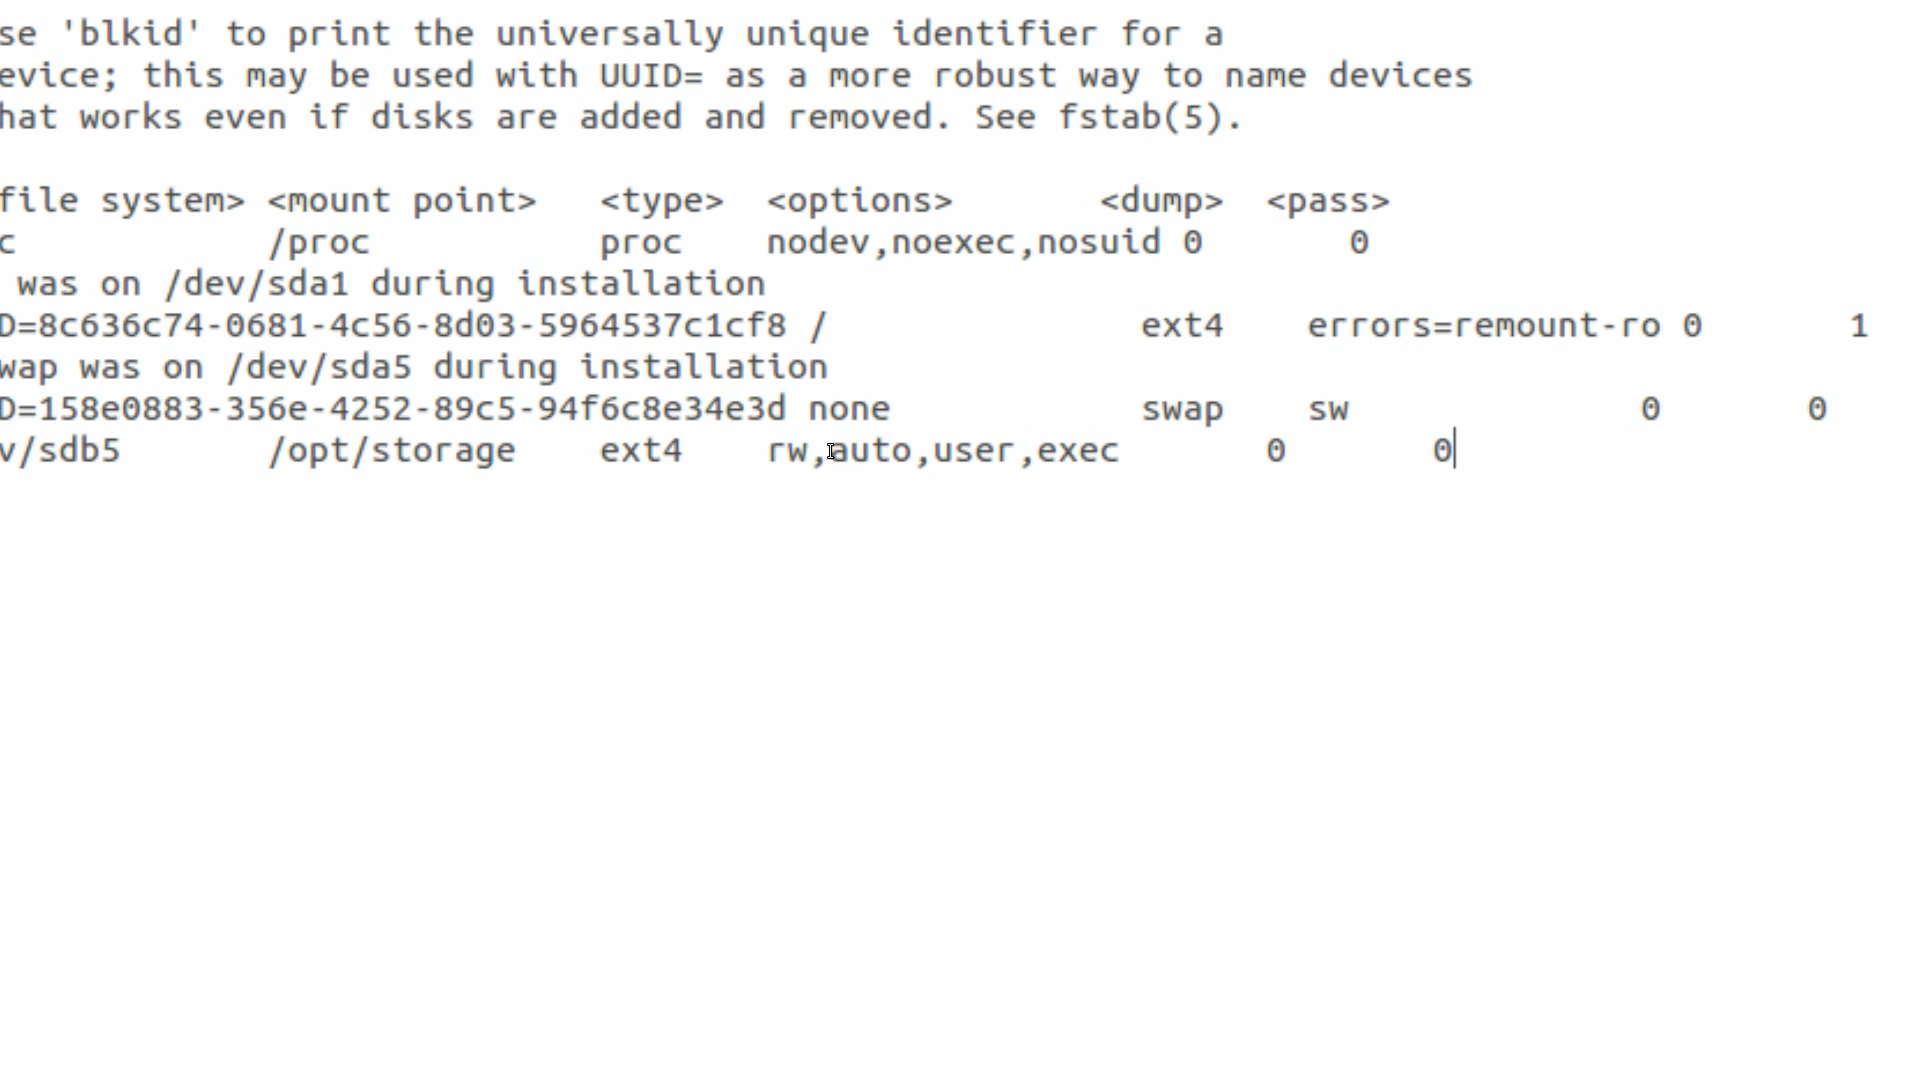 se 'blkid' to print the universally unique identifier for a
evice; this may be used with UUID= as a more robust way to name devices
hat works even if disks are added and removed. See fstab(5).
file system> <mount point>   <type>  <options>       <dump>  <pass>
c            /proc           proc    nodev,noexec,nosuid 0       0
was on /dev/sda1 during installation
D=8c636c74-0681-4c56-8d03-5964537c1cf8 /               ext4    errors=remount-ro 0       1
wap was on /dev/sda5 during installation
D=158e0883-356e-4252-89c5-94f6c8e34e3d none            swap    sw              0       0
v/sdb5       /opt/storage    ext4    rw,auto,user,exec       0       0